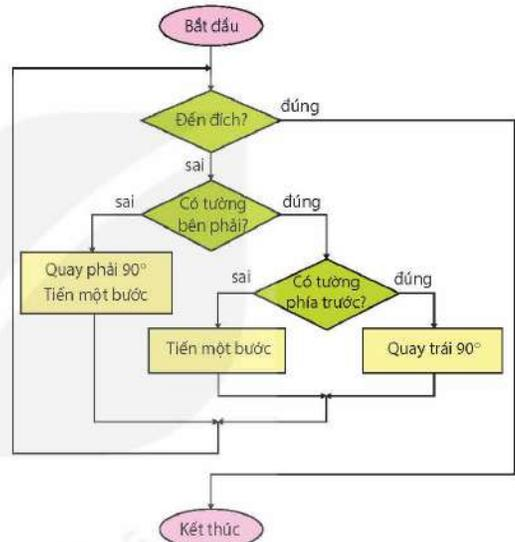 Bắt đầu
Đến đích?
đúng
sai
Có tường
bên phải?
sai
đúng
Quay phải 90°
Tiến một bước
Có tường
phía trước?
sai
đúng
Tiến một bước
Quay trái 90°
Kết thúc